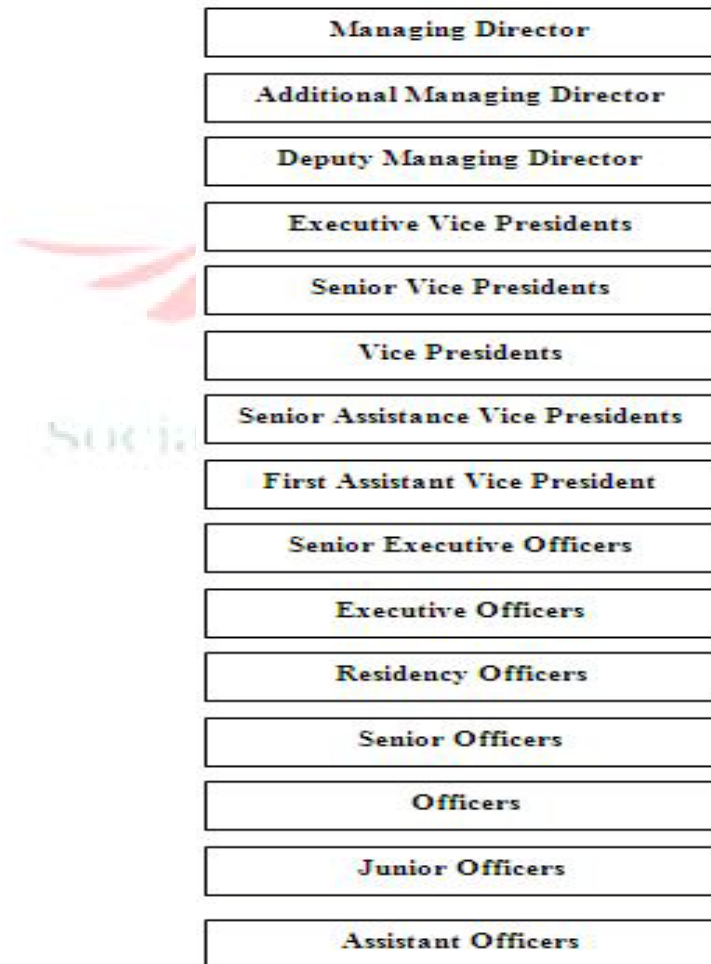 Managing Director
Additional Managing Director
Deputy Managing Director
Executive Vice Presidents
Senior Vice Presidents
Vice Presidents
Senior Assistance Vice Presidents
First Assistant Vice President
Senior Executive Officers
Executive Officers
Residency Officers
Senior Officers
Officers
Junior Officers
Assistant Officers